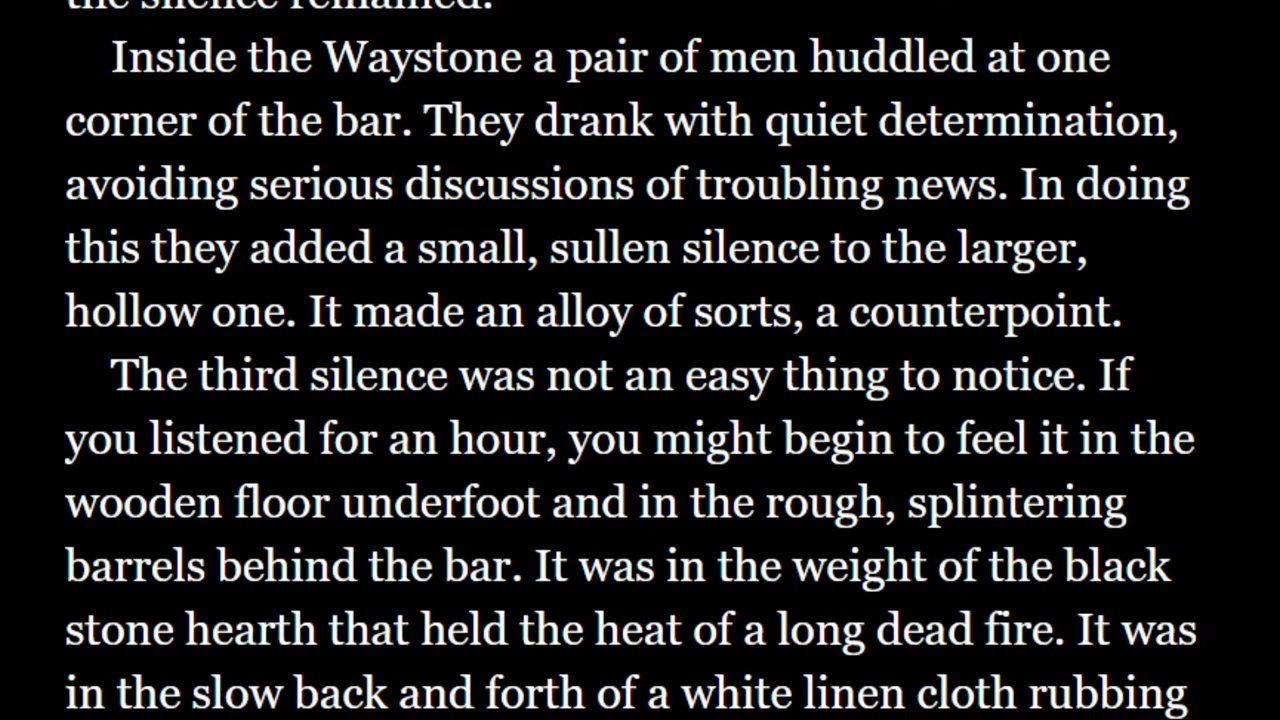 the silence remained.
Inside the Waystone a pair of men huddled at one
corner of the bar. They drank with quiet determination,
avoiding serious discussions of troubling news. In doing
this they added a small, sullen silence to the larger,
hollow one. It made an alloy of sorts, a counterpoint.
The third silence was not an easy thing to notice. If
you listened for an hour, you might begin to feel it in the
wooden floor underfoot and in the rough, splintering
barrels behind the bar. It was in the weight of the black
stone hearth that held the heat of a long dead fire. It was
in the slow back and forth of a white linen cloth rubbing